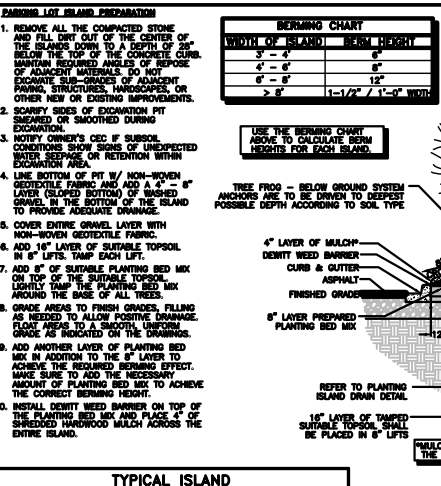 PARKING LOT ISLAND PREPARATION
1. REMOVE ALL THE COMPACTED STONE
AND FILL DIRT OUT OF THE CENTER OF
THE ISLANDS DOWN TO A DEPTH OF 28"
BELOW THE TOP OF THE CONCRETE CURB.
MAINTAIN REQUIRED ANGLES OF REPOSE
OF ADJACENT MATERIALS. DO NOT
EXCAVATE SUB-GRADES OF ADJACENT
PAVING, STRUCTURES, HARDSCAPES, OR
OTHER NEW OR EXISTING IMPROVEMENTS.
2. SCARIFY SIDES OF EXCAVATION PIT
SMEARED OR SMOOTHED DURING
EXCAVATION.
3. NOTIFY OWNER'S CEC IF SUBSOIL
CONDITIONS SHOW SIGNS OF UNEXPECTED
WATER SEEPAGE OR RETENTION WITHIN
EXCAVATION AREA.
4. LINE BOTTOM OF PIT W/ NON-WOVEN
GEOTEXTILE FABRIC AND ADD A 4" - 8"
LAYER (SLOPED BOTTOM) OF WASHED
GRAVEL IN THE BOTTOM OF THE ISLAND
TO PROVIDE ADEQUATE DRAINAGE.
5. COVER ENTIRE GRAVEL LAYER WITH
NON-WOVEN GEOTEXTILE FABRIC.
6. ADD 16" LAYER OF SUITABLE TOPSOIL
IN 8" LIFTS. TAMP EACH LIFT.
7. ADD 8" OF SUITABLE PLANTING BED MIX
ON TOP OF THE SUITABLE TOPSOIL.
LIGHTLY TAMP THE PLANTING BED MIX
AROUND THE BASE OF ALL TREES.
8. GRADE AREAS TO FINISH GRADES, FILLING
AS NEEDED TO ALLOW POSITIVE DRAINAGE.
FLOAT AREAS TO A SMOOTH, UNIFORM
GRADE AS INDICATED ON THE DRAWINGS.
9. ADD ANOTHER LAYER OF PLANTING BED
MIX IN ADDITION TO THE 8" LAYER TO
ACHIEVE THE REQUIRED BERMING EFFECT.
MAKE SURE TO ADD THE NECESSARY
AMOUNT OF PLANTING BED MIX TO ACHIEVE
THE CORRECT BERMING HEIGHT.
0. INSTALL DEWITT WEED BARRIER ON TOP OF
THE PLANTING BED MIX AND PLACE 4" OF
SHREDDED HARDWOOD MULCH ACROSS THE
ENTIRE ISLAND.
BERMING CHART
WIDTH OF ISLAND BERM HEIGHT
3' - 4' 6"
4' - 6' 8"
6' - 8' 12"
> 8' 1-1/2" / 1'-0" WIDTH
USE THE BERMING CHART
ABOVE TO CALCULATE BERM
HEIGHTS FOR EACH ISLAND.
TREE FROG - BELOW GROUND SYSTEM
ANCHORS ARE TO BE DRIVEN TO DEEPEST
POSSIBLE DEPTH ACCORDING TO SOIL TYPE
4" LAYER OF MULCH*
DEWITT WEED BARRIER
CURB & GUTTER
ASPHALT
FINISHED GRADE
8" LAYER PREPARED
PLANTING BED MIX
12
REFER TO PLANTING
ISLAND DRAIN DETAIL
16" LAYER OF TAMPED
SUITABLE TOPSOIL SHALL
BE PLACED IN 8" LIFTS
*MULC
THE
TYPICAL ISLAND